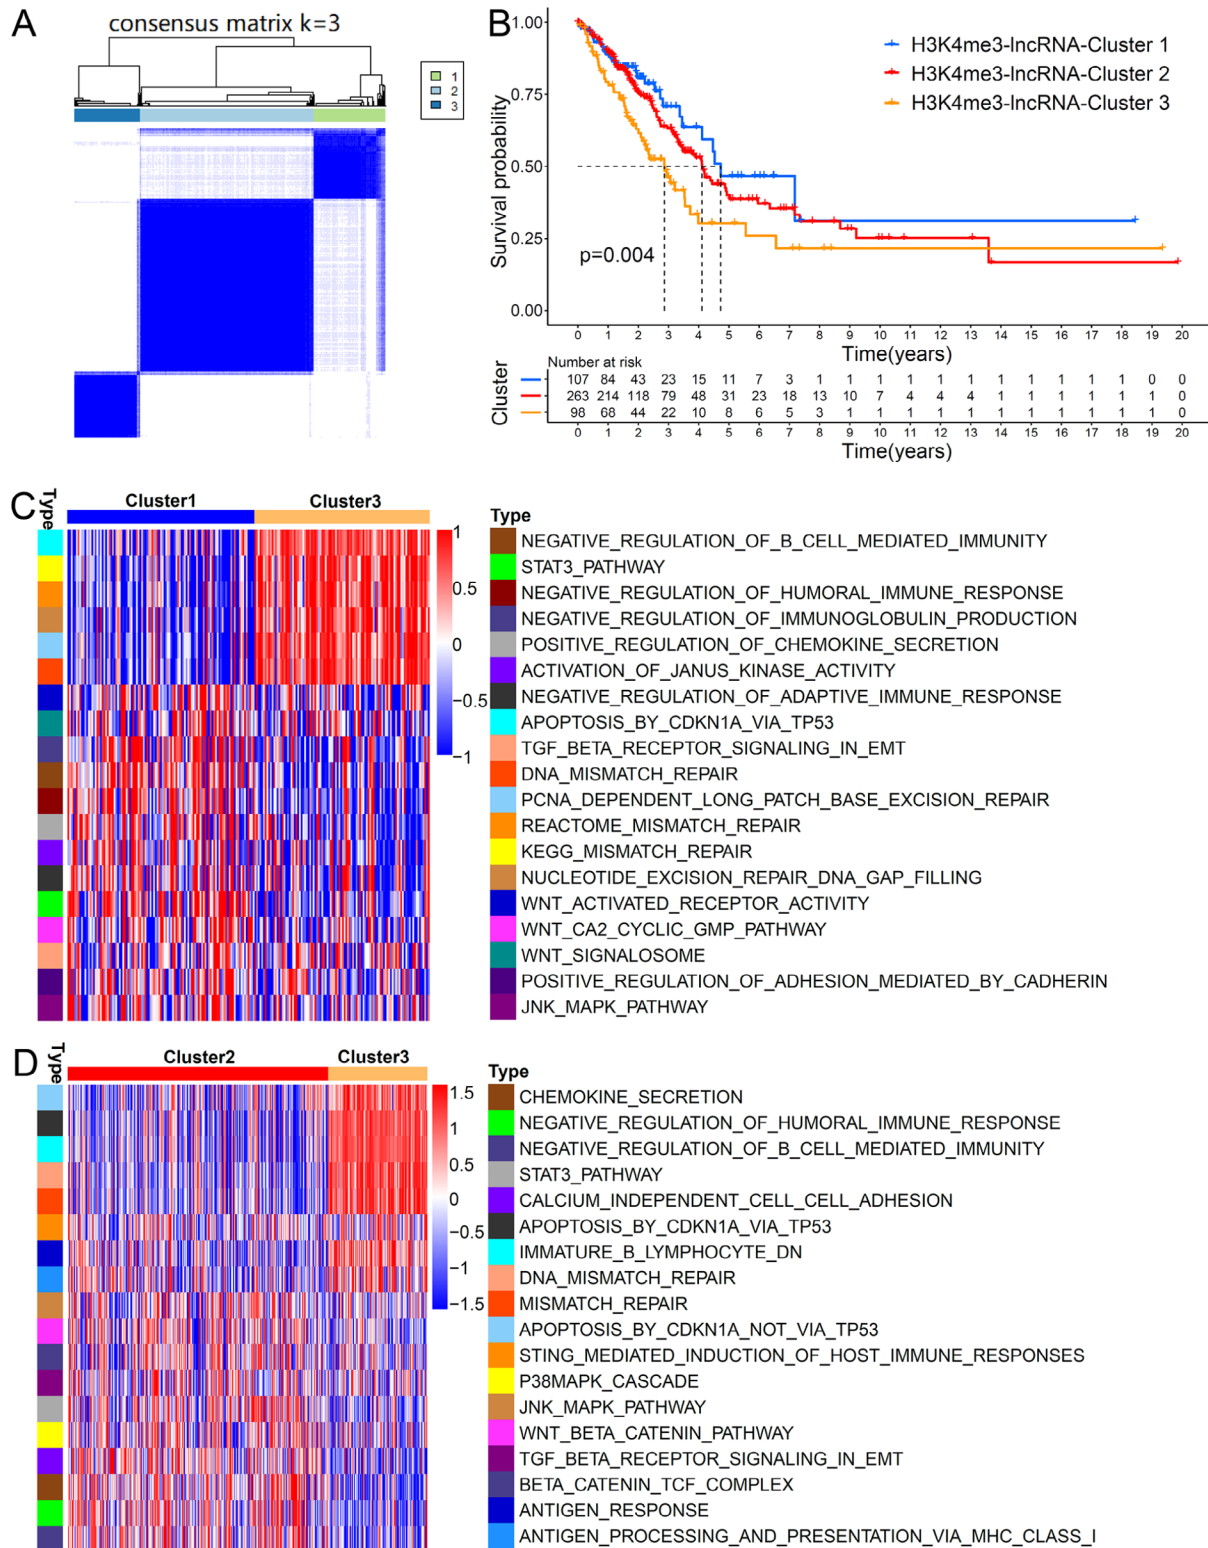 A
consensus matrix k=3
1
2
3
B
H3K4me3-lncRNA-Cluster 1
H3K4me3-lncRNA-Cluster 2
H3K4me3-lncRNA-Cluster 3
Survival probability
1.00
0.75
0.50
0.25
0.00
p=0.004
0 1 2 3 4 5 6 7 8 9 10 11 12 13 14 15 16 17 18 19 20
Time(years)
Number at risk
Cluster
107 84 43 23 15 11 7 3 1 1 1 1 1 1 1 1 1 1 1 0 0
263 214 118 79 48 31 23 18 13 10 7 4 4 4 1 1 1 1 1 1 0
98 68 44 22 10 8 6 5 3 1 1 1 1 1 1 1 1 1 1 1 0
0 1 2 3 4 5 6 7 8 9 10 11 12 13 14 15 16 17 18 19 20
Time(years)
C
Type
Cluster1 Cluster3
1
0.5
0
−0.5
−1
Type
NEGATIVE_REGULATION_OF_B_CELL_MEDIATED_IMMUNITY
STAT3_PATHWAY
NEGATIVE_REGULATION_OF_HUMORAL_IMMUNE_RESPONSE
NEGATIVE_REGULATION_OF_IMMUNOGLOBULIN_PRODUCTION
POSITIVE_REGULATION_OF_CHEMOKINE_SECRETION
ACTIVATION_OF_JANUS_KINASE_ACTIVITY
NEGATIVE_REGULATION_OF_ADAPTIVE_IMMUNE_RESPONSE
APOPTOSIS_BY_CDKN1A_VIA_TP53
TGF_BETA_RECEPTOR_SIGNALING_IN_EMT
DNA_MISMATCH_REPAIR
PCNA_DEPENDENT_LONG_PATCH_BASE_EXCISION_REPAIR
REACTOME_MISMATCH_REPAIR
KEGG_MISMATCH_REPAIR
NUCLEOTIDE_EXCISION_REPAIR_DNA_GAP_FILLING
WNT_ACTIVATED_RECEPTOR_ACTIVITY
WNT_CA2_CYCLIC_GMP_PATHWAY
WNT_SIGNALOSOME
POSITIVE_REGULATION_OF_ADHESION_MEDIATED_BY_CADHERIN
JNK_MAPK_PATHWAY
D
Type
Cluster2 Cluster3
1.5
1
0.5
0
−0.5
−1
−1.5
Type
CHEMOKINE_SECRETION
NEGATIVE_REGULATION_OF_HUMORAL_IMMUNE_RESPONSE
NEGATIVE_REGULATION_OF_B_CELL_MEDIATED_IMMUNITY
STAT3_PATHWAY
CALCIUM_INDEPENDENT_CELL_CELL_ADHESION
APOPTOSIS_BY_CDKN1A_VIA_TP53
IMMATURE_B_LYMPHOCYTE_DN
DNA_MISMATCH_REPAIR
MISMATCH_REPAIR
APOPTOSIS_BY_CDKN1A_NOT_VIA_TP53
STING_MEDIATED_INDUCTION_OF_HOST_IMMUNE_RESPONSES
P38MAPK_CASCADE
JNK_MAPK_PATHWAY
WNT_BETA_CATENIN_PATHWAY
TGF_BETA_RECEPTOR_SIGNALING_IN_EMT
BETA_CATENIN_TCF_COMPLEX
ANTIGEN_RESPONSE
ANTIGEN_PROCESSING_AND_PRESENTATION_VIA_MHC_CLASS_I